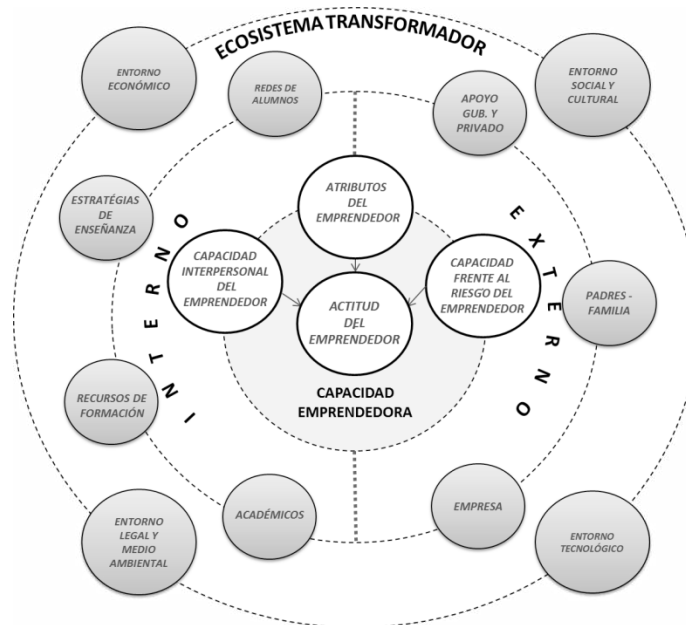 ECOSISTEMA TRANSFORMADOR
ENTORNO
ECONÓMICO
REDES DE
ALUMNOS
APOYO
GUB. Y
PRIVADO
ENTORNO
SOCIAL Y
CULTURAL
ESTRATÉGIAS
DE
ENSEÑANZA
ATRIBUTOS
DEL
EMPRENDEDOR
INTERNO
CAPACIDAD
INTERPERSONAL
DEL
EMPRENDEDOR
ACTITUD
DEL
EMPRENDEDOR
CAPACIDAD
FRENTE AL
RIESGO DEL
EMPRENDEDOR
EXTERNO
PADRES -
FAMILIA
CAPACIDAD
EMPRENDEDORA
RECURSOS DE
FORMACIÓN
ACADÉMICOS
EMPRESA
ENTORNO
LEGAL Y
MEDIO
AMBIENTAL
ENTORNO
TECNOLÓGICO